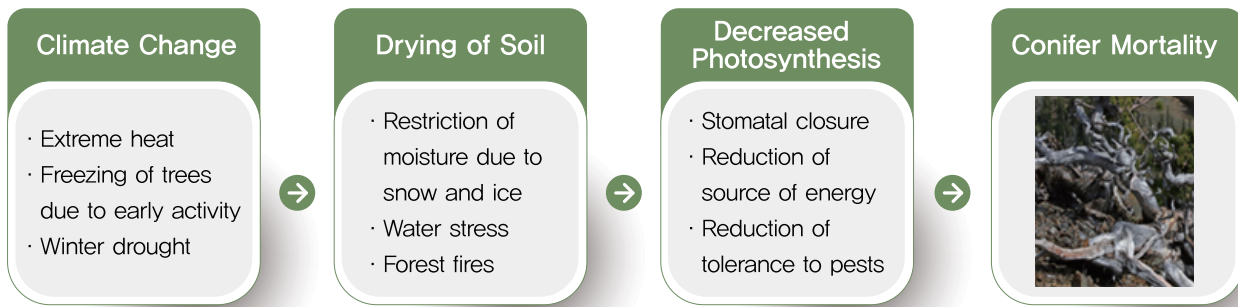 Climate Change
· Extreme heat
· Freezing of trees
due to early activity
· Winter drought
Drying of Soil
· Restriction of
moisture due to
snow and ice
· Water stress
· Forest fires
Decreased
Photosynthesis
· Stomatal closure
· Reduction of
source of energy
· Reduction of
tolerance to pests
Conifer Mortality